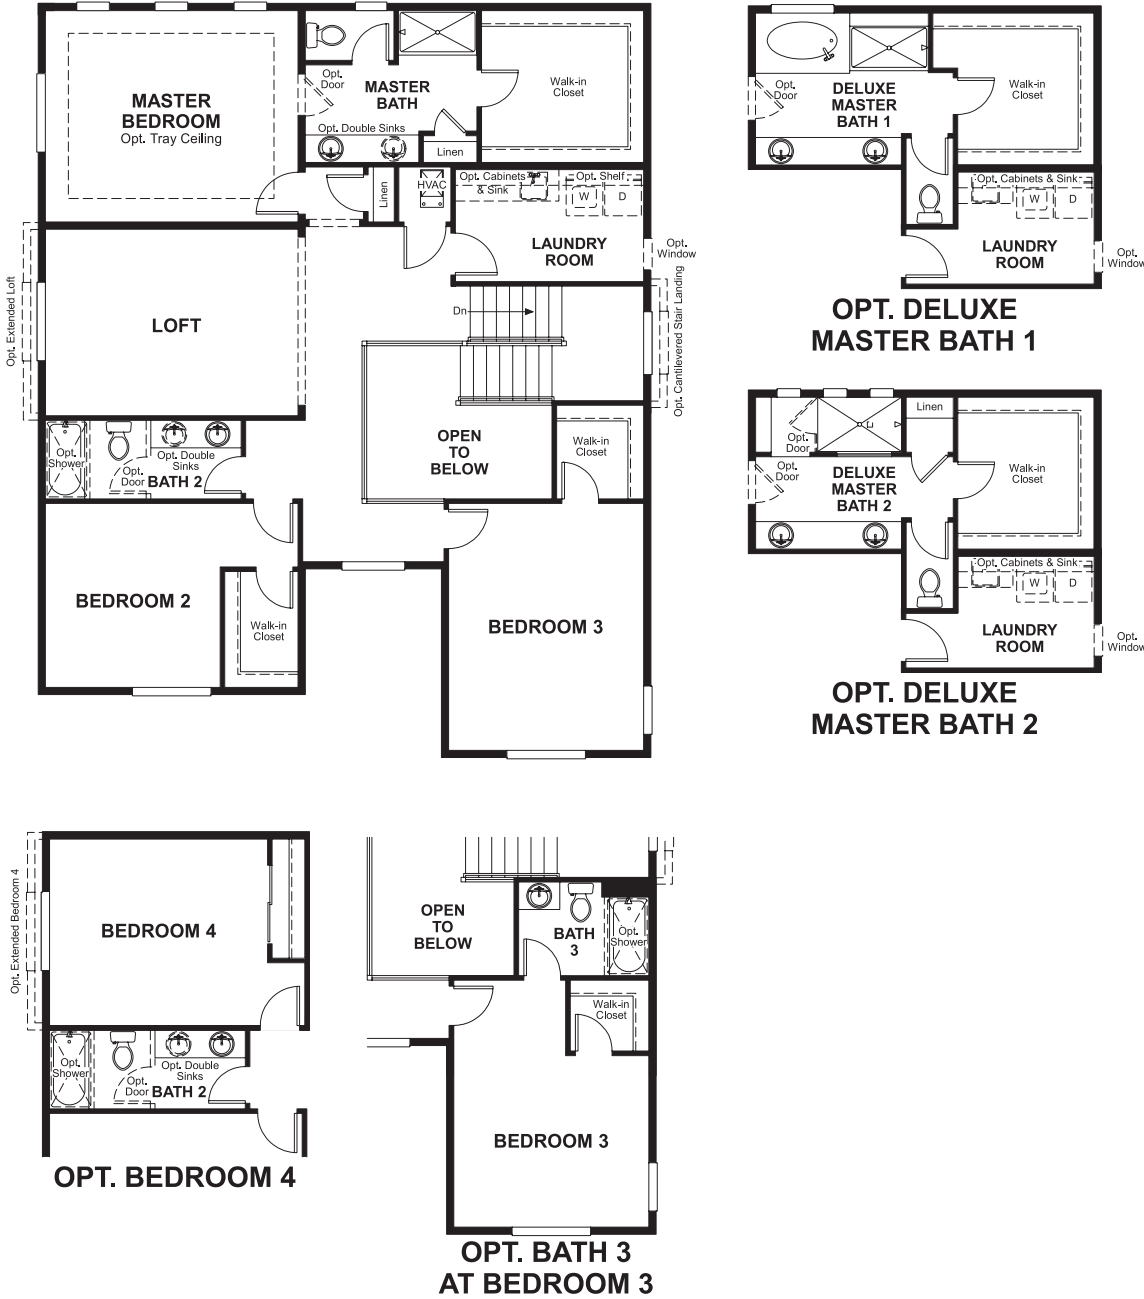 MASTER
BEDROOM
Opt. Tray Ceiling
Opt.
Door
MASTER
BATH
Opt. Double Sinks
Linen
Walk-in
Closet
Linen
HVAC
Opt. Cabinets
& Sink
Opt. Shelf
W
D
LAUNDRY
ROOM
Opt.
Window
Opt. Extended Loft
LOFT
Dn
Opt. Cantilevered Stair Landing
OPEN
TO
BELOW
Walk-in
Closet
Opt.
Shower
Opt.
Door
Opt. Double
Sinks
BATH 2
BEDROOM 2
Walk-in
Closet
BEDROOM 3
Opt.
Door
DELUXE
MASTER
BATH 1
Walk-in
Closet
Opt. Cabinets & Sink
W
D
LAUNDRY
ROOM
Opt.
Window
OPT. DELUXE
MASTER BATH 1
Opt.
Door
Linen
Opt.
Door
DELUXE
MASTER
BATH 2
Walk-in
Closet
Opt. Cabinets & Sink
W
D
LAUNDRY
ROOM
Opt.
Window
OPT. DELUXE
MASTER BATH 2
Opt. Extended Bedroom 4
BEDROOM 4
Opt.
Shower
Opt.
Door
Opt. Double
Sinks
BATH 2
OPT. BEDROOM 4
OPEN
TO
BELOW
BATH
3
Opt.
Shower
Walk-in
Closet
BEDROOM 3
OPT. BATH 3
AT BEDROOM 3